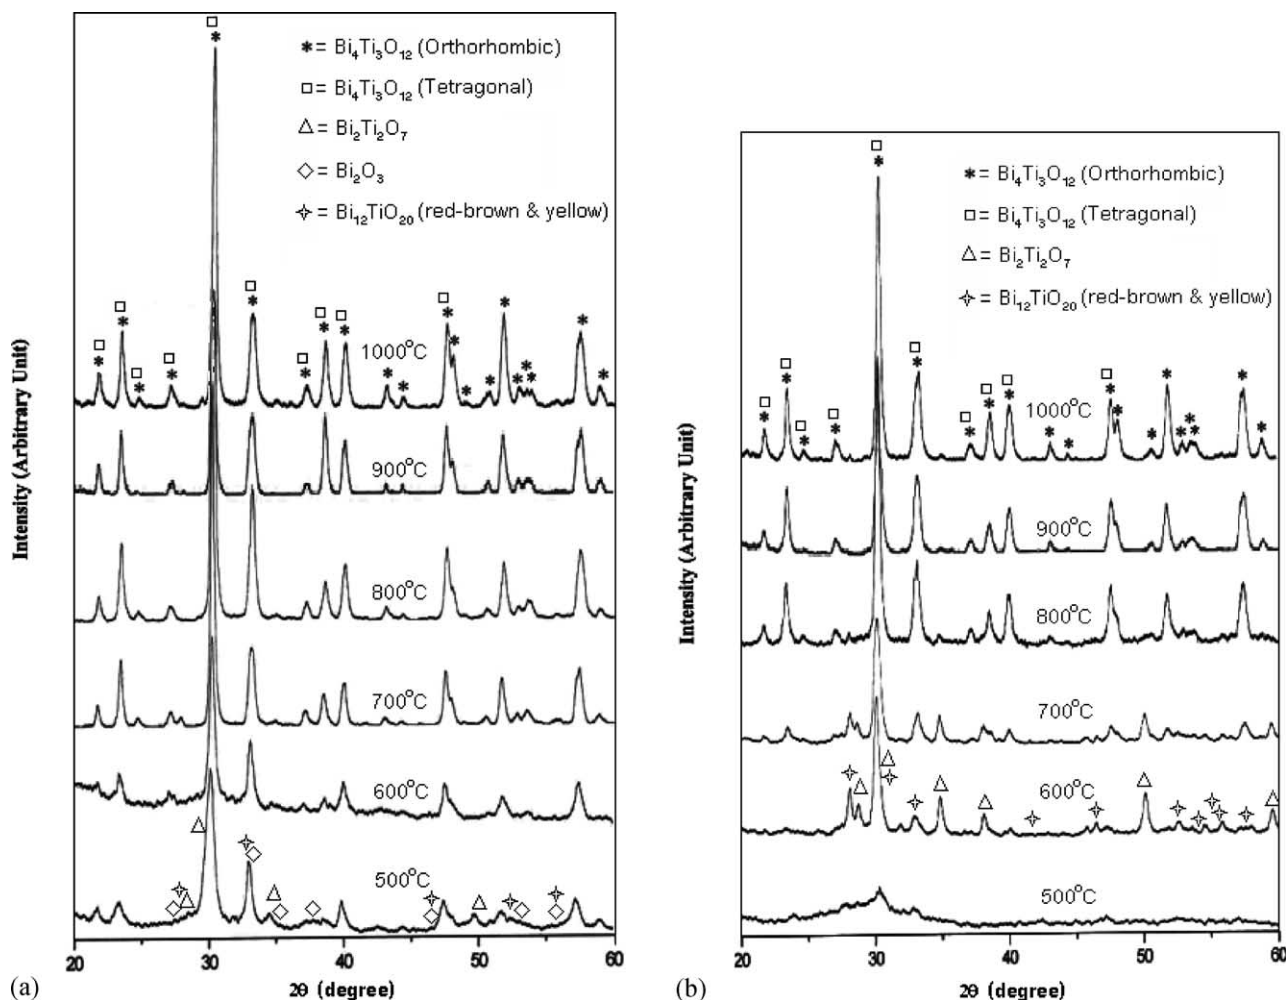 *= Bi₄Ti₃O₁₂ (Orthorhombic)
□= Bi₄Ti₃O₁₂ (Tetragonal)
△= Bi₂Ti₂O₇
◇= Bi₂O₃
✧= Bi₁₂TiO₂₀ (red-brown & yellow)
1000°C
900°C
800°C
700°C
600°C
500°C
Intensity (Arbitrary Unit)
20 30 40 50 60
2θ (degree)
(a)
*= Bi₄Ti₃O₁₂ (Orthorhombic)
□= Bi₄Ti₃O₁₂ (Tetragonal)
△= Bi₂Ti₂O₇
✧= Bi₁₂TiO₂₀ (red-brown & yellow)
1000°C
900°C
800°C
700°C
600°C
500°C
Intensity (Arbitrary Unit)
20 30 40 50 60
2θ (degree)
(b)